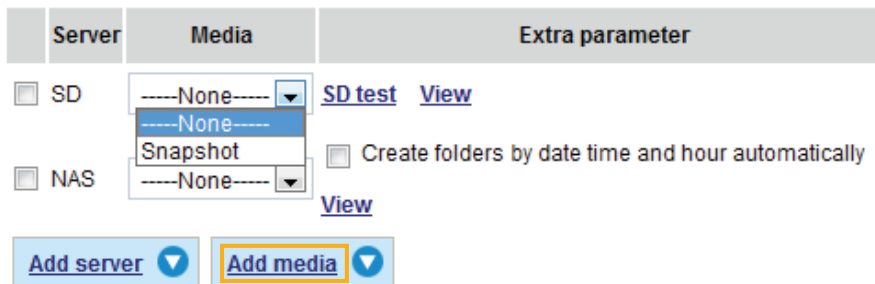 Server Media Extra parameter
SD -----None----- SD test View
-----None-----
Snapshot
Create folders by date time and hour automatically
NAS -----None-----
View
Add server Add media